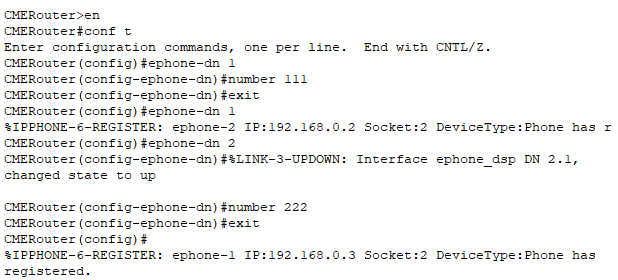 CMERouter>en
CMERouter#conf t
Enter configuration commands, one per line.  End with CNTL/Z.
CMERouter(config)#ephone-dn 1
CMERouter(config-ephone-dn)#number 111
CMERouter(config-ephone-dn)#exit
CMERouter(config)#ephone-dn 1
%IPPHONE-6-REGISTER: ephone-2 IP:192.168.0.2 Socket:2 DeviceType:Phone has r
CMERouter(config)#ephone-dn 2
CMERouter(config-ephone-dn)#%LINK-3-UPDOWN: Interface ephone_dsp DN 2.1,
changed state to up

CMERouter(config-ephone-dn)#number 222
CMERouter(config-ephone-dn)#exit
CMERouter(config)#
%IPPHONE-6-REGISTER: ephone-1 IP:192.168.0.3 Socket:2 DeviceType:Phone has
registered.